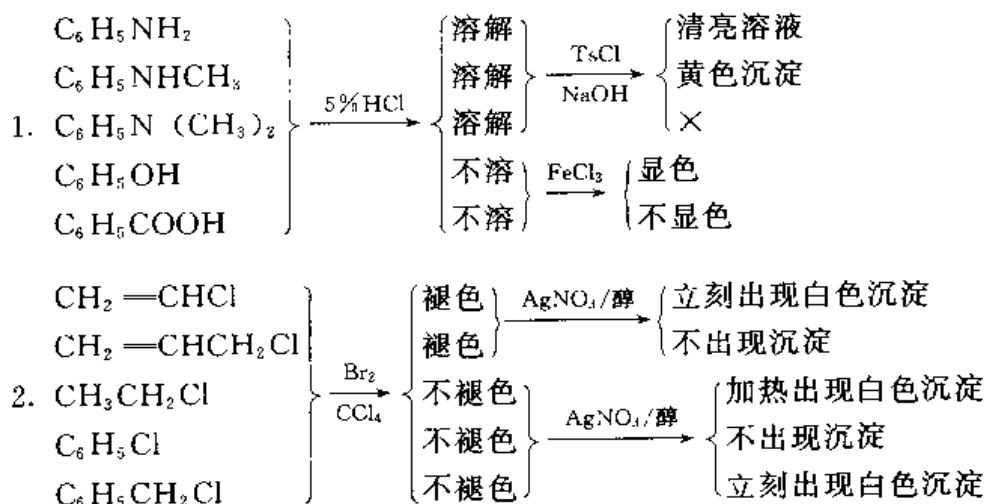 C₆H₅NH₂ 溶解 清亮溶液
C₆H₅NHCH₃ 溶解 TsCl NaOH 黄色沉淀
1. C₆H₅N (CH₃)₂ 5%HCl 溶解 ×
C₆H₅OH 不溶 FeCl₃ 显色
C₆H₅COOH 不溶 不显色
CH₂=CHCl 褪色 AgNO₃/醇 立刻出现白色沉淀
CH₂=CHCH₂Cl 褪色 不出现沉淀
2. CH₃CH₂Cl Br₂ CCl₄ 不褪色 加热出现白色沉淀
C₆H₅Cl 不褪色 AgNO₃/醇 不出现沉淀
C₆H₅CH₂Cl 不褪色 立刻出现白色沉淀